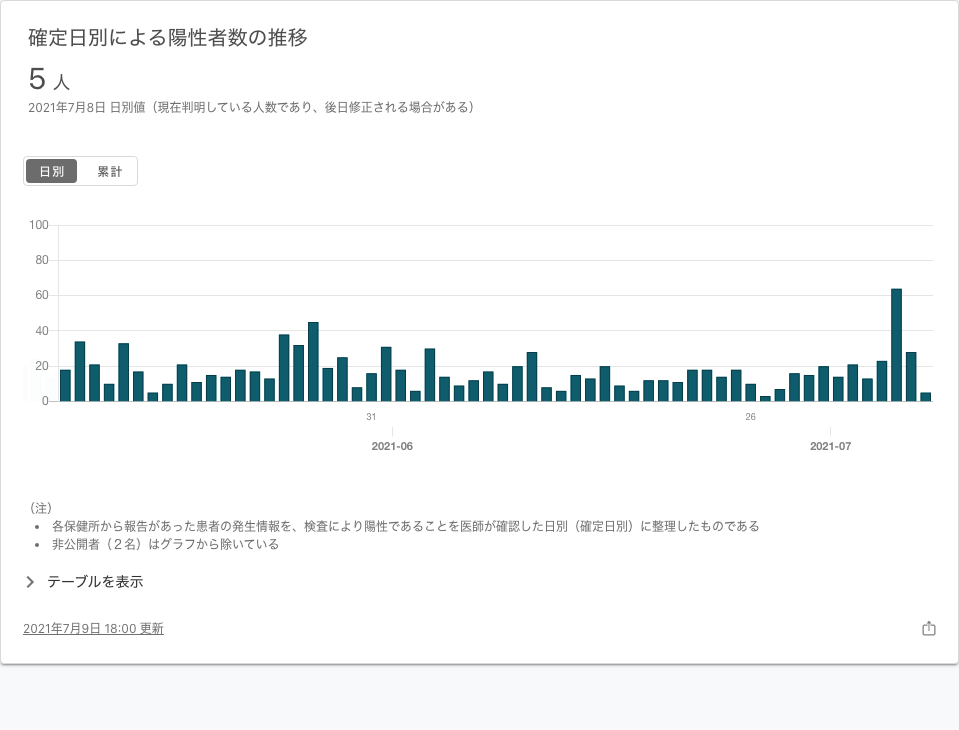 確定日別による陽性者数の推移
5 人
2021年7月8日 日別値（現在判明している人数であり、後日修正される場合がある）
日別 累計
100
80
60
40
20
0
31 26
2021-06 2021-07
（注）
• 各保健所から報告があった患者の発生情報を、検査により陽性であることを医師が確認した日別（確定日別）に整理したものである
• 非公開者（２名）はグラフから除いている
テーブルを表示
2021年7月9日 18:00 更新